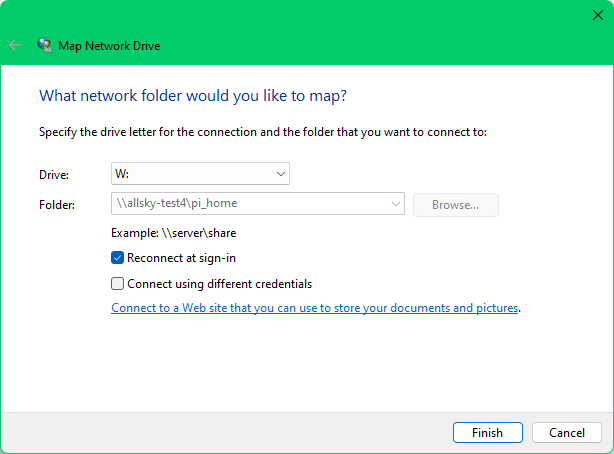 Map Network Drive
What network folder would you like to map?
Specify the drive letter for the connection and the folder that you want to connect to:
Drive: W:
Folder: \\allsky-test4\pi_home Browse...
Example: \\server\share
Reconnect at sign-in
Connect using different credentials
Connect to a Web site that you can use to store your documents and pictures.
Finish Cancel